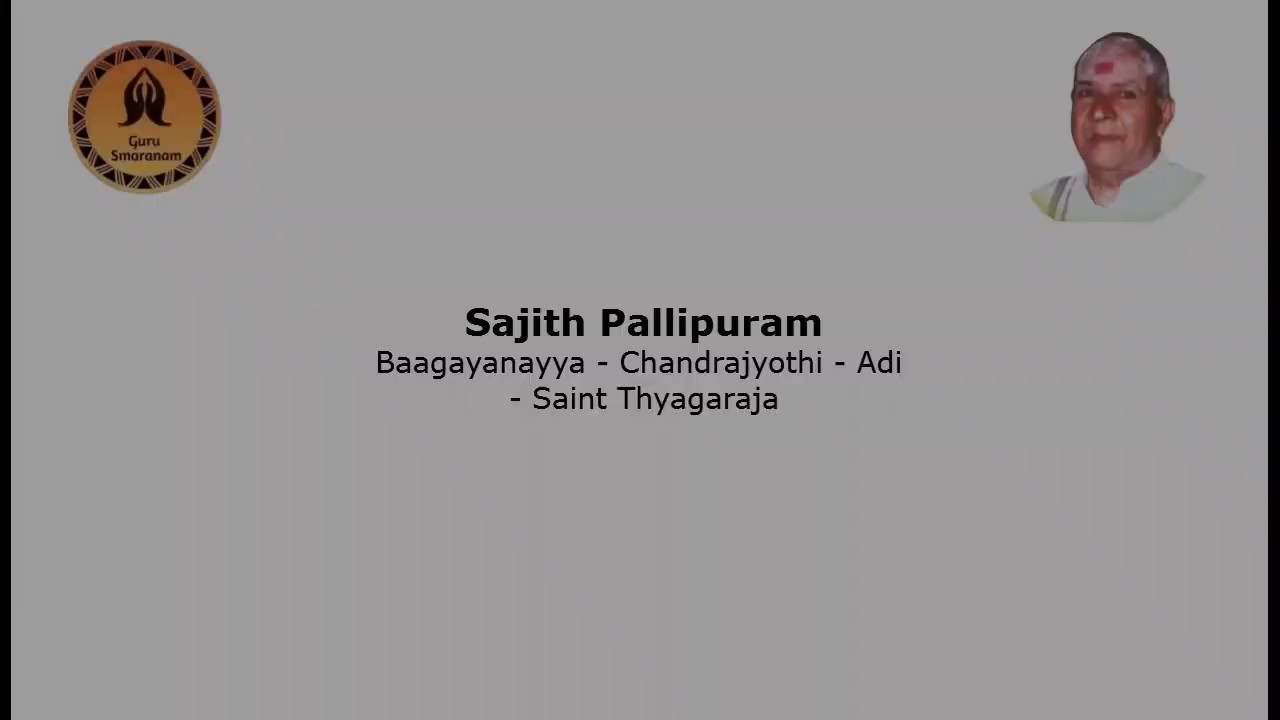 Guru
Smaranam
Sajith Pallipuram
Baagayanayya - Chandrajyothi - Adi
- Saint Thyagaraja